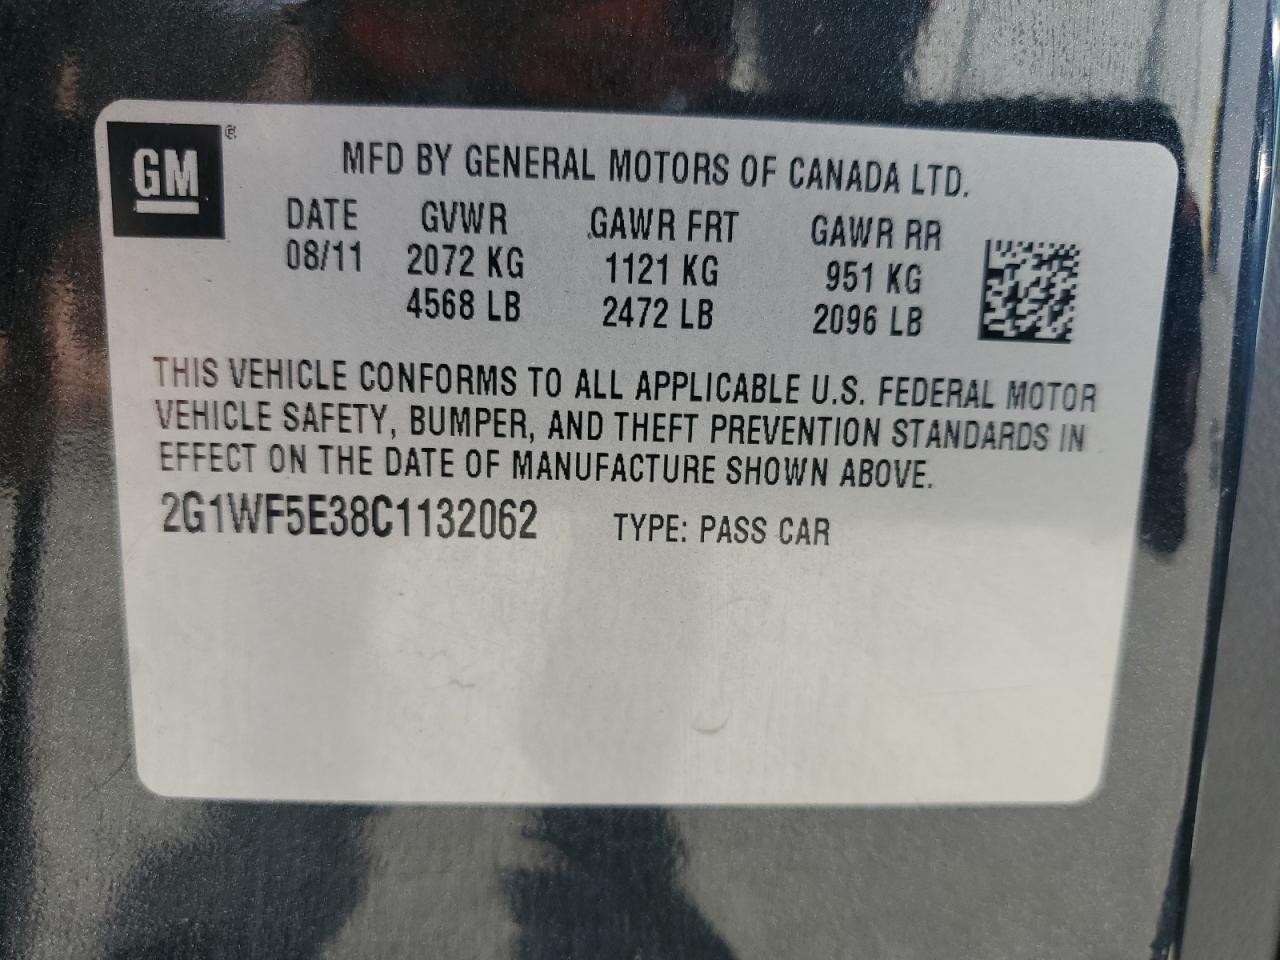 GM ®
MFD BY GENERAL MOTORS OF CANADA LTD.
DATE GVWR GAWR FRT GAWR RR
08/11 2072 KG 1121 KG 951 KG
4568 LB 2472 LB 2096 LB
THIS VEHICLE CONFORMS TO ALL APPLICABLE U.S. FEDERAL MOTOR
VEHICLE SAFETY, BUMPER, AND THEFT PREVENTION STANDARDS IN
EFFECT ON THE DATE OF MANUFACTURE SHOWN ABOVE.
2G1WF5E38C1132062 TYPE: PASS CAR